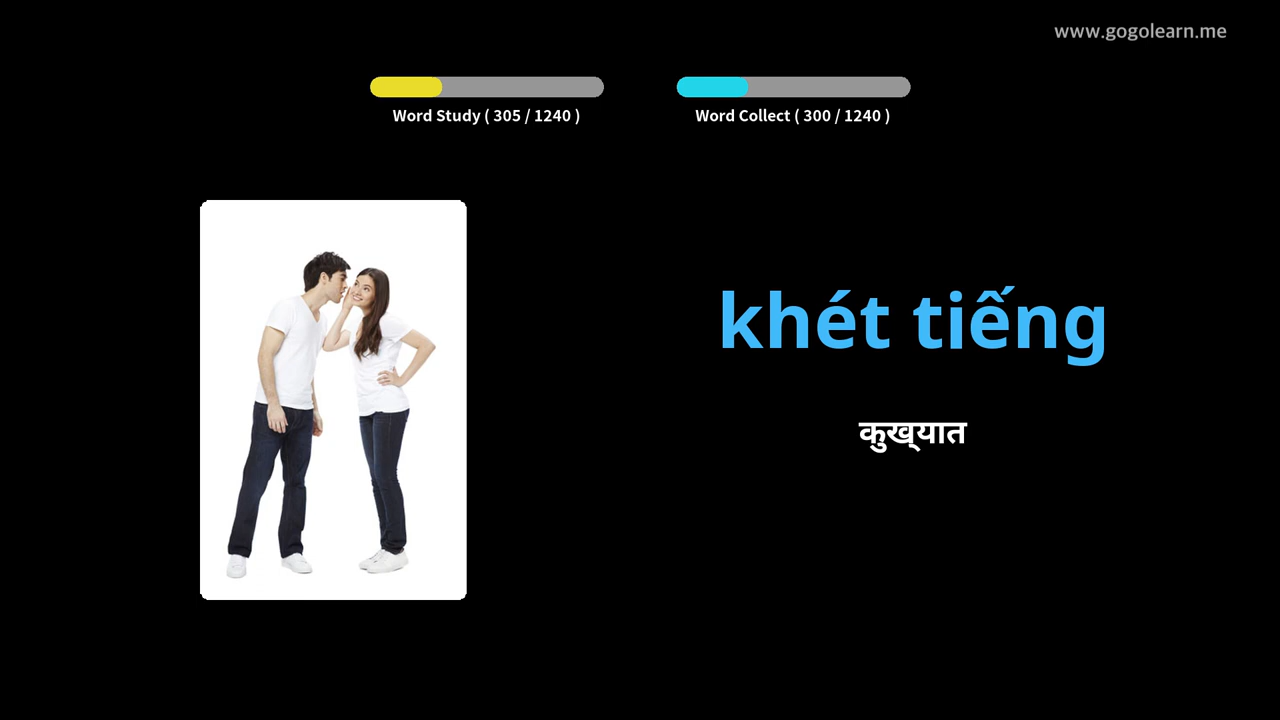 www.gogolearn.me
Word Study ( 305 / 1240 )
Word Collect ( 300 / 1240 )
khét tiếng
कुख्यात